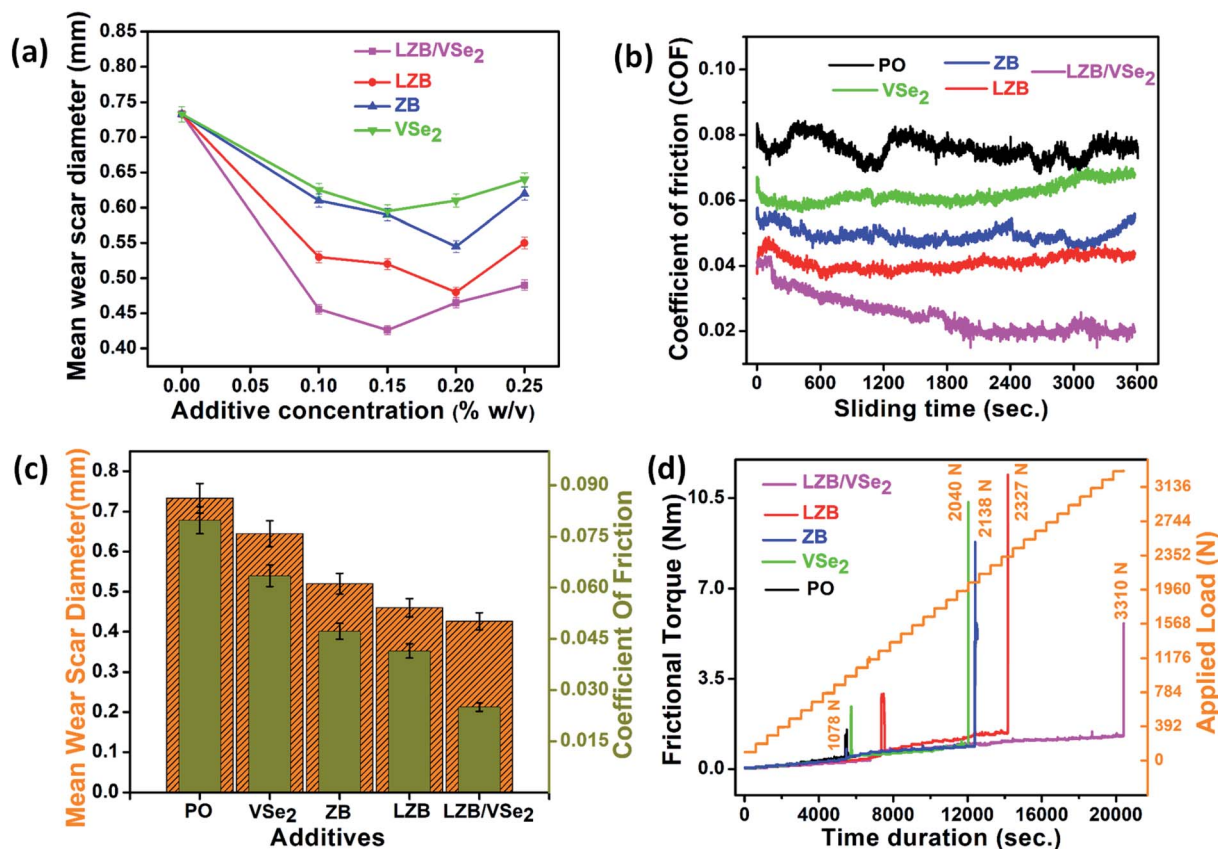 (a)
Mean wear scar diameter (mm)
0.85
0.80
0.75
0.70
0.65
0.60
0.55
0.50
0.45
0.40
LZB/VSe₂
LZB
ZB
VSe₂
0.00 0.05 0.10 0.15 0.20 0.25
Additive concentration (% w/v)
(b)
Coefficient of friction (COF)
0.10
0.08
0.06
0.04
0.02
PO ZB LZB/VSe₂
VSe₂ LZB
0 600 1200 1800 2400 3000 3600
Sliding time (sec.)
(c)
Mean Wear Scar Diameter(mm)
0.8
0.7
0.6
0.5
0.4
0.3
0.2
0.1
0.0
0.090
0.075
0.060
0.045
0.030
0.015
Coefficient Of Friction
PO VSe₂ ZB LZB LZB/VSe₂
Additives
(d)
Frictional Torque (Nm)
10.5
7.0
3.5
0.0
LZB/VSe₂
LZB
ZB
VSe₂
PO
1078 N
2040 N
2138 N
2327 N
3310 N
3136
2744
2352
1960
1568
1176
784
392
0
Applied Load (N)
0 4000 8000 12000 16000 20000
Time duration (sec.)